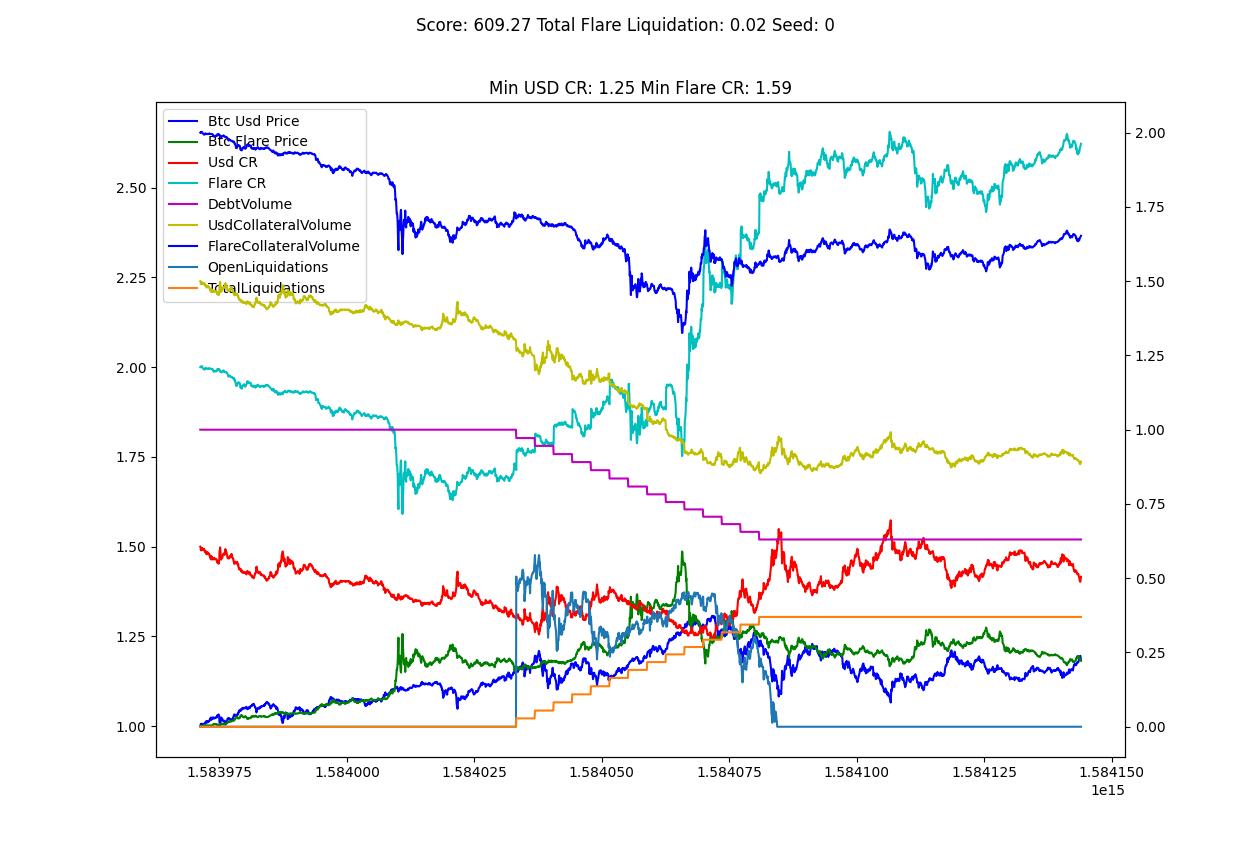 Score: 609.27 Total Flare Liquidation: 0.02 Seed: 0
Min USD CR: 1.25 Min Flare CR: 1.59
Btc Usd Price
Btc Flare Price
Usd CR
Flare CR
DebtVolume
UsdCollateralVolume
FlareCollateralVolume
OpenLiquidations
TotalLiquidations
2.50
2.25
2.00
1.75
1.50
1.25
1.00
2.00
1.75
1.50
1.25
1.00
0.75
0.50
0.25
0.00
1.583975 1.584000 1.584025 1.584050 1.584075 1.584100 1.584125 1.584150
1e15